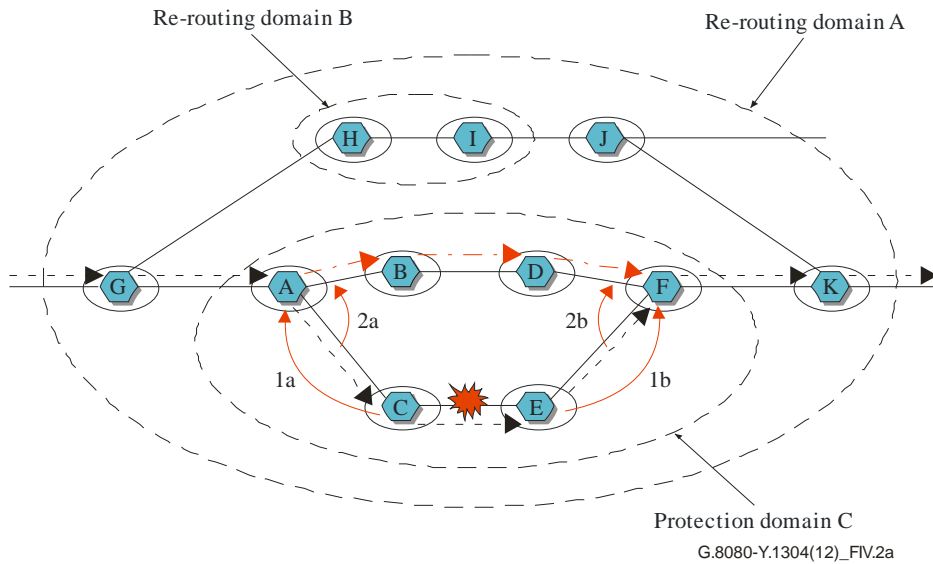 Re-routing domain B
Re-routing domain A
H
I
J
G
A
B
D
F
K
2a
2b
1a
1b
C
E
Protection domain C
G.8080-Y.1304(12)_FIV.2a